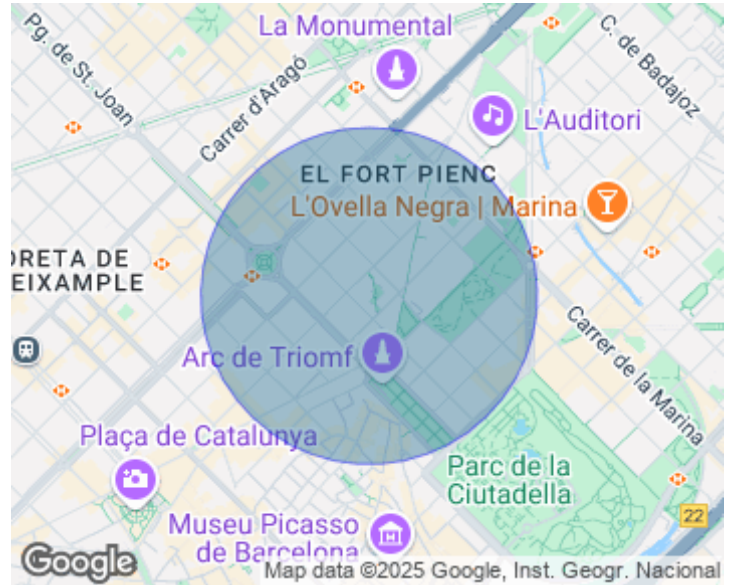 La Monumental
Pg. de St. Joan
Carrer d'Aragó
C. de Badajoz
L'Auditori
EL FORT PIENC
L'Ovella Negra | Marina
ORETA DE
EIXAMPLE
Arc de Triomf
Carrer de la Marina
Plaça de Catalunya
Parc de la
Ciutadella
Museu Picasso
de Barcelona
22
Google
Map data ©2025 Google, Inst. Geogr. Nacional